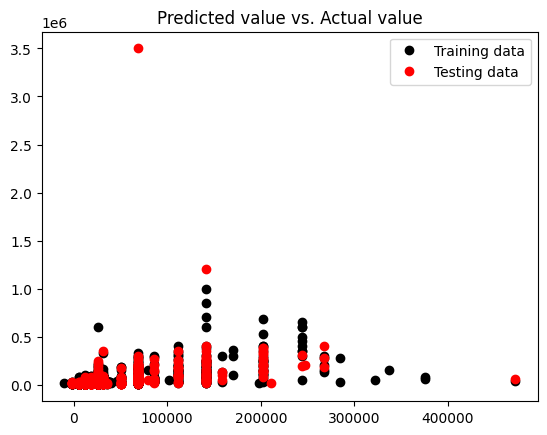 Predicted value vs. Actual value
1e6
Training data
Testing data
3.5
3.0
2.5
2.0
1.5
1.0
0.5
0.0
0 100000 200000 300000 400000